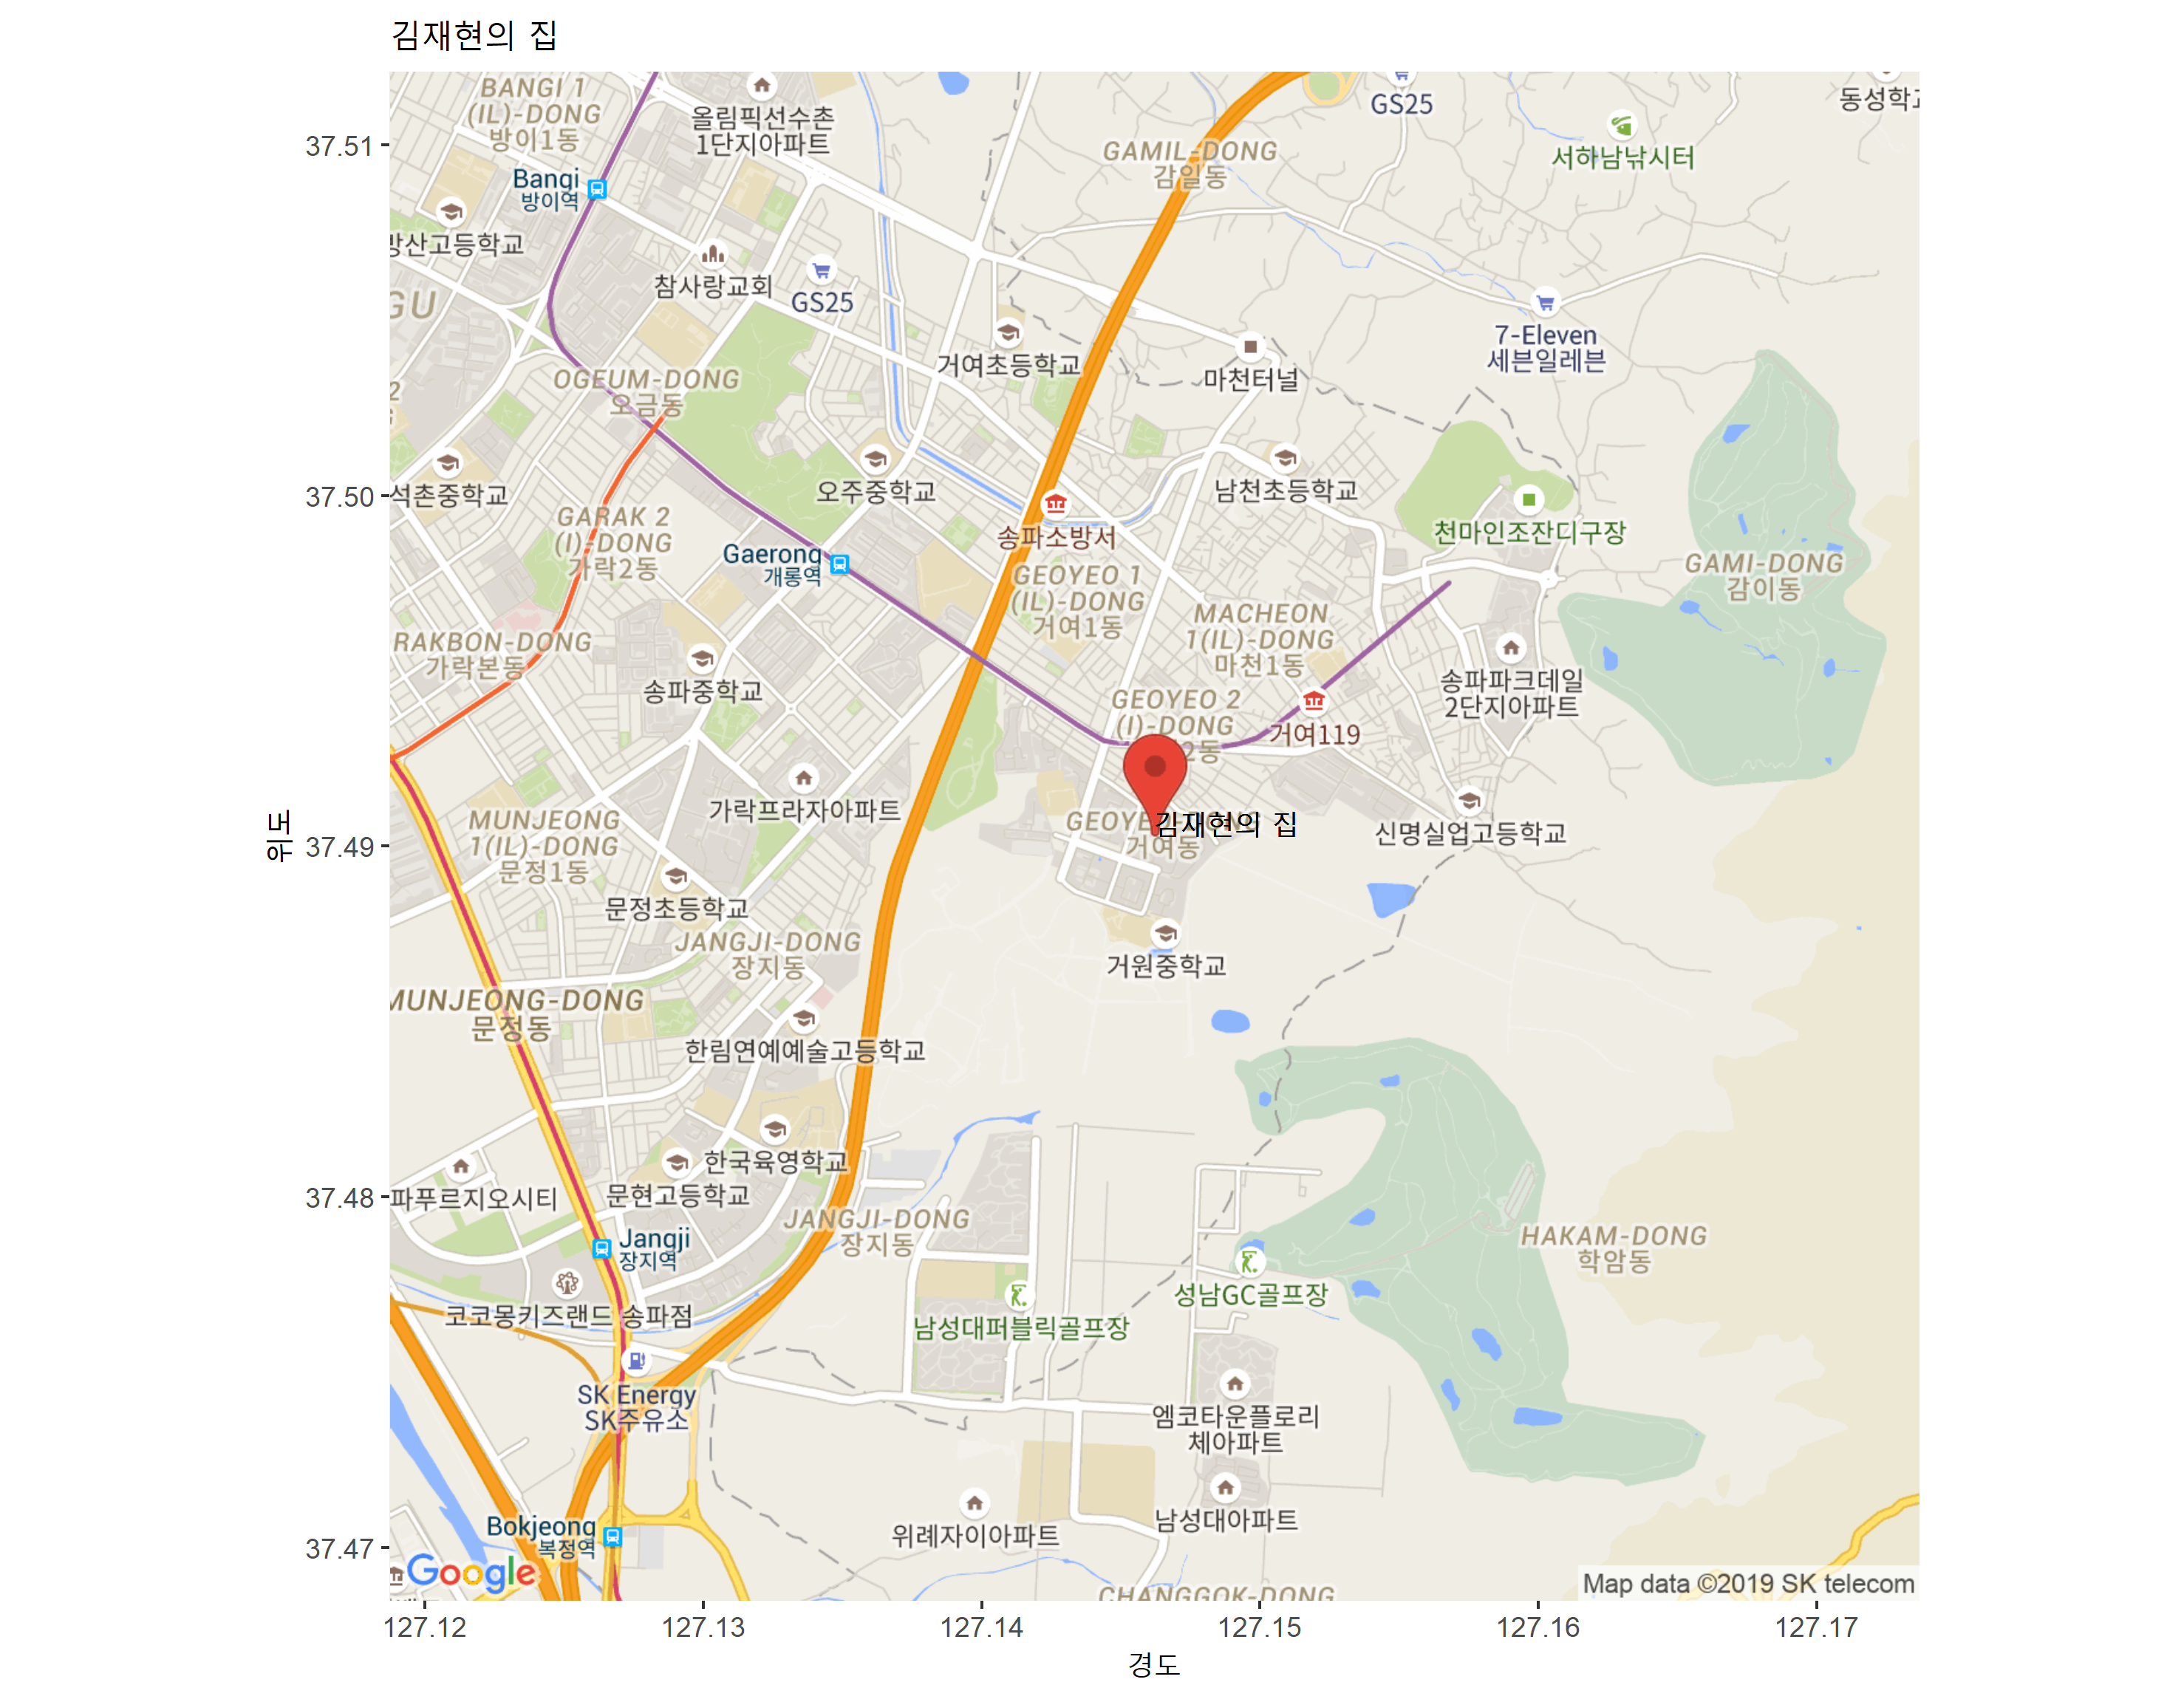 김재현의 집
BANGI 1
(IL)-DONG
방이1동
올림픽선수촌
1단지아파트
GS25
동성학교
GAMIL-DONG
감일동
서하남낚시터
37.51
Bangi
방이역
방산고등학교
참사랑교회
GS25
GU
7-Eleven
세븐일레븐
거여초등학교
마천터널
OGEUM-DONG
오금동
2
석촌중학교
오주중학교
남천초등학교
37.50
GARAK 2
(I)-DONG
가락2동
송파소방서
천마인조잔디구장
Gaerong
개롱역
GEOYEO 1
(IL)-DONG
거여1동
GAMI-DONG
감이동
MACHEON
1(IL)-DONG
마천1동
RAKBON-DONG
가락본동
송파중학교
송파파크데일
2단지아파트
GEOYEO 2
(I)-DONG
2동
거여119
가락프라자아파트
MUNJEONG
1(IL)-DONG
문정1동
김재현의 집
거여동
신명실업고등학교
위도
37.49
문정초등학교
JANGJI-DONG
장지동
거원중학교
MUNJEONG-DONG
문정동
한림연예예술고등학교
한국육영학교
문현고등학교
파푸르지오시티
37.48
JANGJI-DONG
장지동
HAKAM-DONG
학암동
Jangji
장지역
성남GC골프장
코코몽키즈랜드 송파점
남성대퍼블릭골프장
SK Energy
SK주유소
엠코타운플로리
체아파트
남성대아파트
위례자이아파트
Bokjeong
복정역
37.47
Google
Map data ©2019 SK telecom
CHANGGOK-DONG
127.12 127.13 127.14 127.15 127.16 127.17
경도